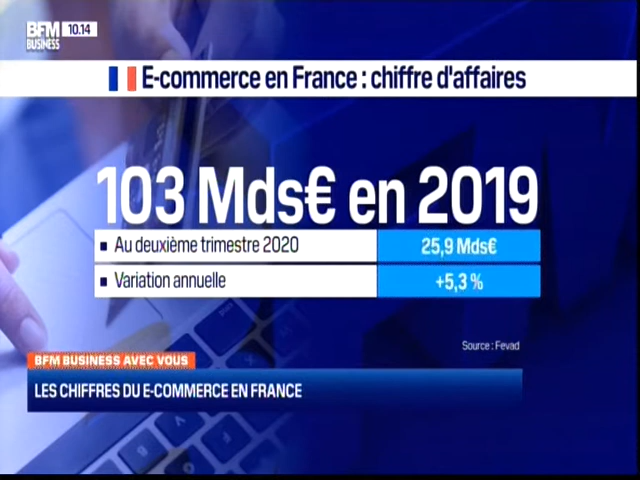 BFM 10.14
BUSINESS
E-commerce en France : chiffre d'affaires
103 Mds€ en 2019
▪ Au deuxième trimestre 2020 25,9 Mds€
▪ Variation annuelle +5,3 %
Source : Fevad
BFM BUSINESS AVEC VOUS
LES CHIFFRES DU E-COMMERCE EN FRANCE